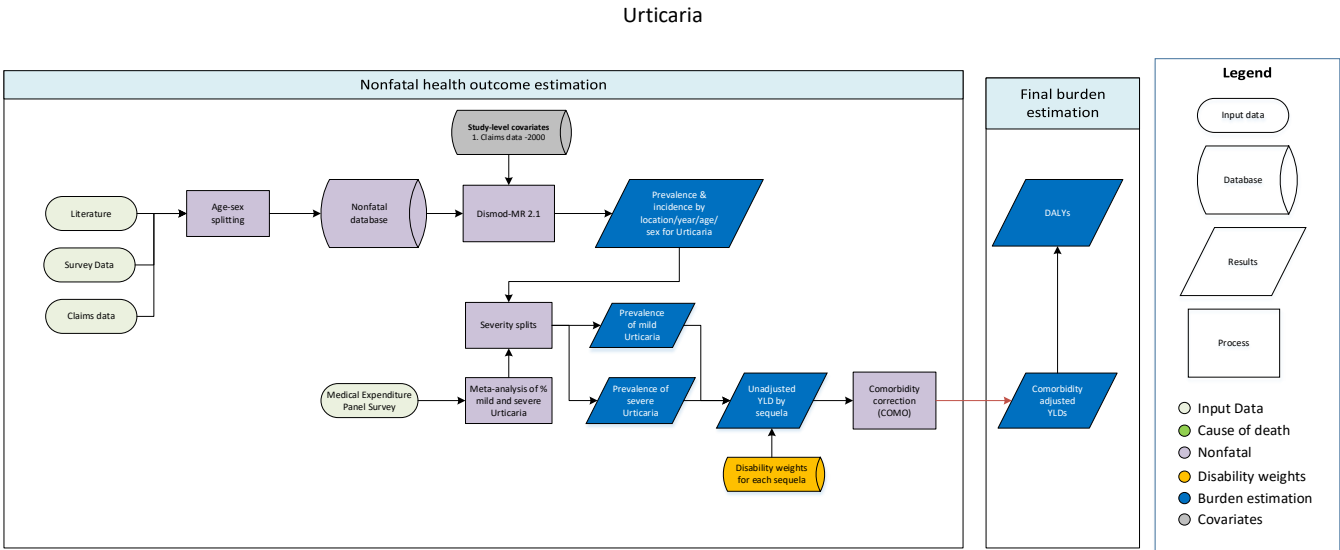 Urticaria
Nonfatal health outcome estimation
Study-level covariates
1. Claims data -2000
Literature
Survey Data
Claims data
Age-sex
splitting
Nonfatal
database
Dismod-MR 2.1
Prevalence &
incidence by
location/year/age/
sex for Urticaria
Severity splits
Prevalence
of mild
Urticaria
Medical Expenditure
Panel Survey
Meta-analysis of %
mild and severe
Urticaria
Prevalence of
severe
Urticaria
Unadjusted
YLD by
sequela
Comorbidity
correction
(COMO)
Disability weights
for each sequela
Final burden
estimation
DALYs
Comorbidity
adjusted
YLDs
Legend
Input data
Database
Results
Process
Input Data
Cause of death
Nonfatal
Disability weights
Burden estimation
Covariates